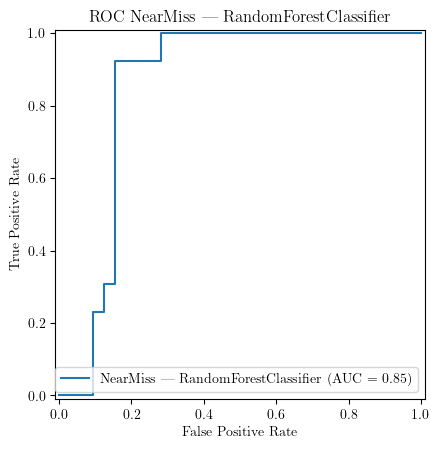 ROC NearMiss — RandomForestClassifier
1.0
0.8
0.6
0.4
0.2
0.0
True Positive Rate
NearMiss — RandomForestClassifier (AUC = 0.85)
0.0 0.2 0.4 0.6 0.8 1.0
False Positive Rate